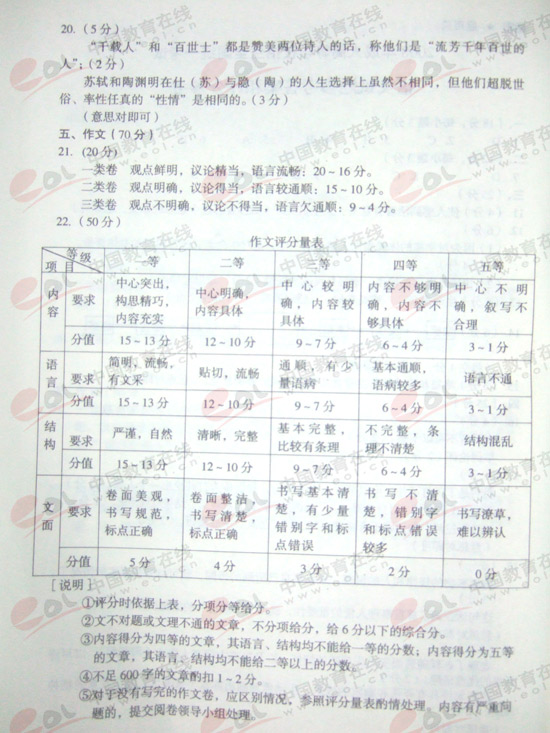 20. (5分)
“千载人”和“百世士”都是赞美两位诗人的话，称他们是“流芳千年百世的
人”；(2分)
苏轼和陶渊明在仕（苏）与隐（陶）的人生选择上虽然不相同，但他们超脱世
俗、率性任真的“性情”是相同的。(3分)
(意思对即可)
五、作文(70分)
21. (20分)
一类卷 观点鲜明，议论精当，语言流畅；20～16分。
二类卷 观点明确，议论得当，语言较通顺；15～10分。
三类卷 观点不明确，议论不得当，语言欠通顺；9～4分。
22. (50分)
作文评分量表
等级 项目 一等 二等 三等 四等 五等
内容 要求 中心突出，构思精巧，内容充实 中心明确，内容具体 中心较明确，内容较具体 内容不够明确，内容不够具体 中心不明确，叙写不合理
分值 15～13分 12～10分 9～7分 6～4分 3～1分
语言 要求 简明、流畅，有文采 贴切，流畅 通顺，有少量语病 基本通顺，语病较多 语言不通
分值 15～13分 12～10分 9～7分 6～4分 3～1分
结构 要求 严谨，自然 清晰，完整 基本完整，比较有条理 不完整，条理不清楚 结构混乱
分值 15～13分 12～10分 9～7分 6～4分 3～1分
文面 要求 卷面美观，书写规范，标点正确 卷面整洁，书写清楚，标点正确 书写基本清楚，有少量错别字和标点错误 书写不清楚，错别字和标点错误较多 书写潦草，难以辨认
分值 5分 4分 3分 2分 0分
[说明]
①评分时依据上表，分项分等给分。
②文不对题或文理不通的文章，不分项给分，给6分以下的综合分。
③内容得分为四等的文章，其语言、结构均不能给一等的分数；内容得分为五等
的文章，其语言、结构均不能给二等以上的分数。
④不足600字的文章酌扣1～2分。
⑤对于没有写完的作文卷，应区别情况，参照评分量表酌情处理。内容有严重问
题的，提交阅卷领导小组处理。
eol 中国教育在线
www.eol.cn